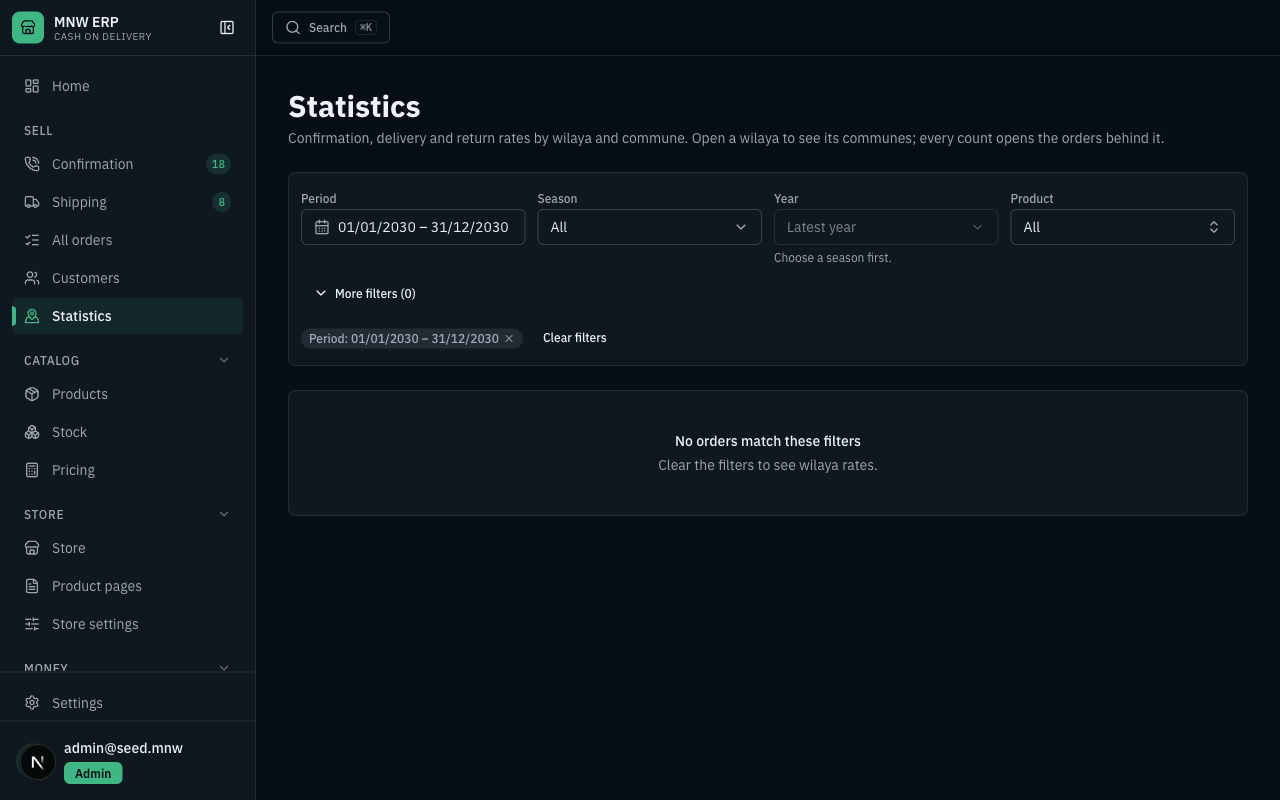 MNW ERP
CASH ON DELIVERY
Home
SELL
Confirmation 18
Shipping 8
All orders
Customers
Statistics
CATALOG
Products
Stock
Pricing
STORE
Store
Product pages
Store settings
MONEY
Settings
N
admin@seed.mnw
Admin
Search ⌘K
Statistics
Confirmation, delivery and return rates by wilaya and commune. Open a wilaya to see its communes; every count opens the orders behind it.
Period Season Year Product
01/01/2030 – 31/12/2030 All Latest year All
Choose a season first.
More filters (0)
Period: 01/01/2030 – 31/12/2030 Clear filters
No orders match these filters
Clear the filters to see wilaya rates.